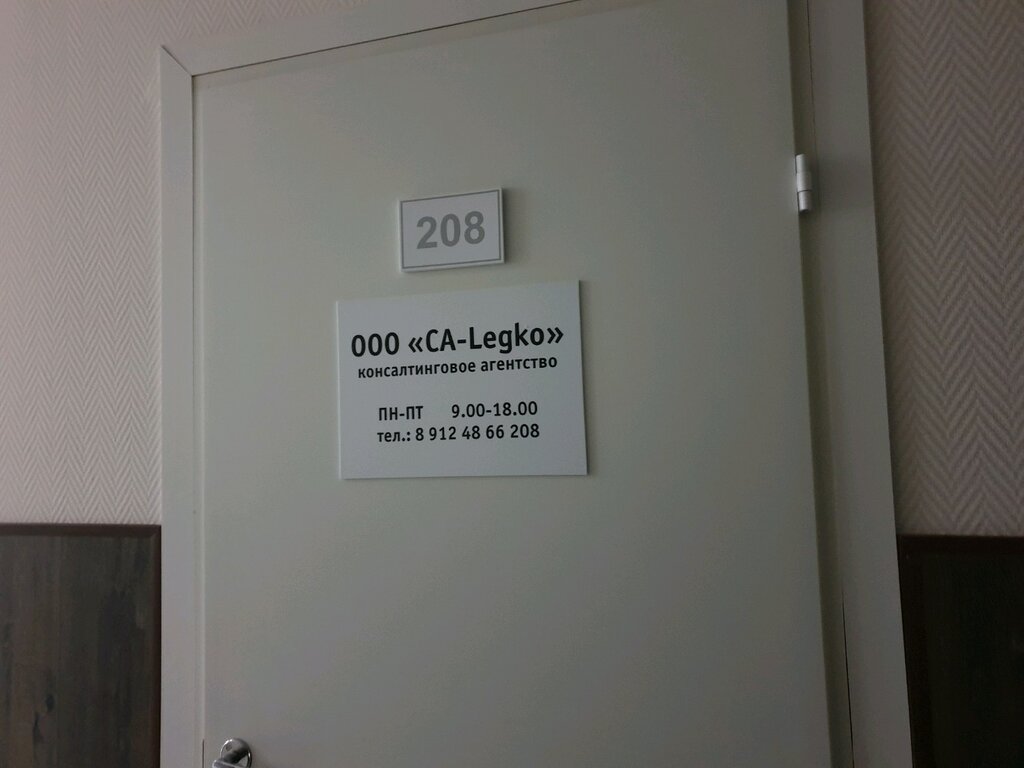 208
ООО «CA-Legko»
консалтинговое агентство
ПН-ПТ 9.00-18.00
тел.: 8 912 48 66 208